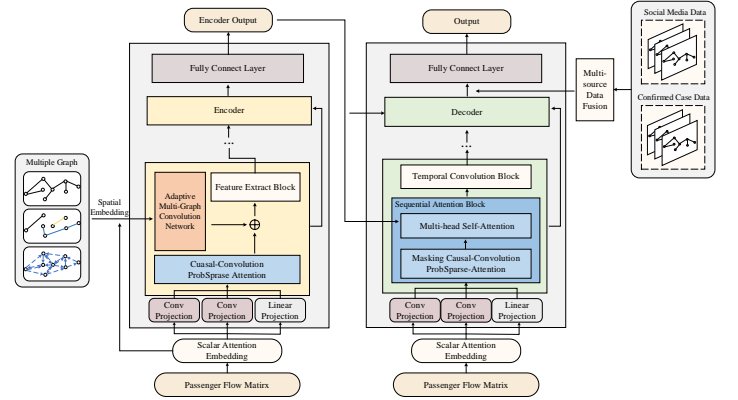 Encoder Output
Fully Connect Layer
Encoder
...
Multiple Graph
Spatial
Embedding
Adaptive
Multi-Graph
Convolution
Network
Feature Extract Block
Cuasal-Convolution
ProbSprase Attention
Conv
Projection
Conv
Projection
Linear
Projection
Scalar Attention
Embedding
Passenger Flow Matirx
Output
Fully Connect Layer
Decoder
...
Temporal Convolution Block
Sequential Attention Block
Multi-head Self-Attention
Masking Causal-Convolution
ProbSparse-Attention
Conv
Projection
Conv
Projection
Linear
Projection
Scalar Attention
Embedding
Passenger Flow Matrix
Multi-
source
Data
Fusion
Social Media Data
Confirmed Case Data